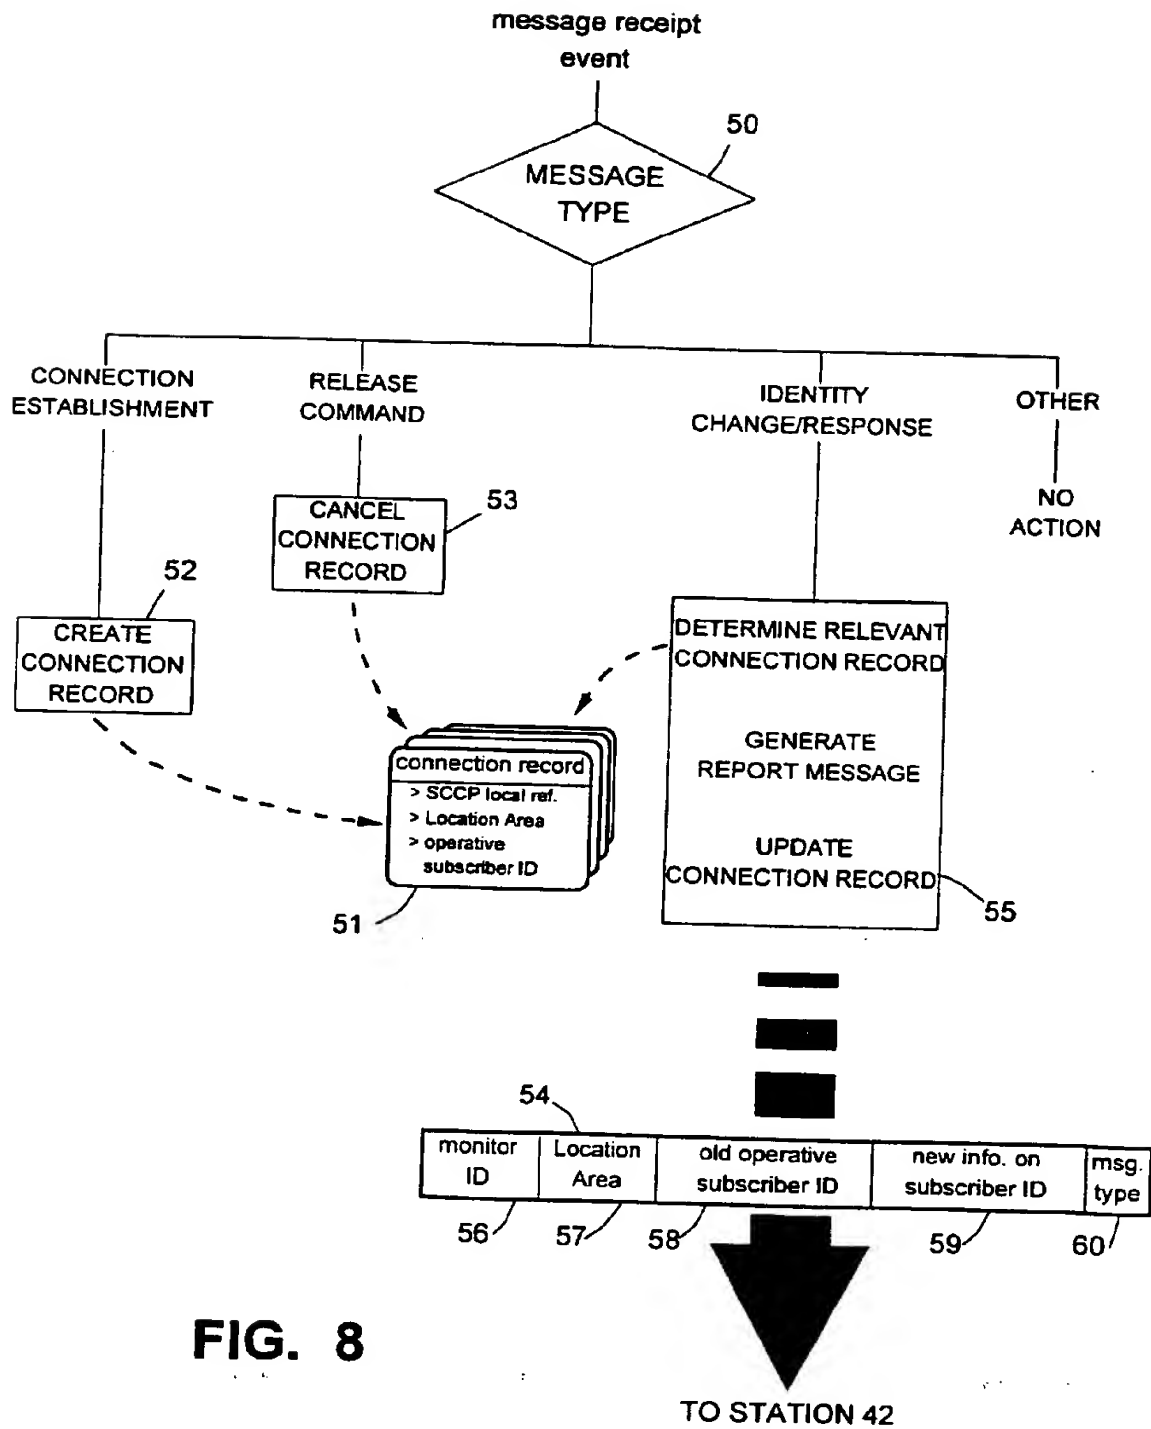 message receipt
event
50
MESSAGE
TYPE
CONNECTION
ESTABLISHMENT
RELEASE
COMMAND
IDENTITY
CHANGE/RESPONSE
OTHER
NO
ACTION
53
CANCEL
CONNECTION
RECORD
52
CREATE
CONNECTION
RECORD
DETERMINE RELEVANT
CONNECTION RECORD
GENERATE
REPORT MESSAGE
UPDATE
CONNECTION RECORD
55
connection record
> SCCP local ref.
> Location Area
> operative
subscriber ID
51
54
monitor
ID
Location
Area
old operative
subscriber ID
new info. on
subscriber ID
msg.
type
56
57
58
59
60
FIG. 8
TO STATION 42